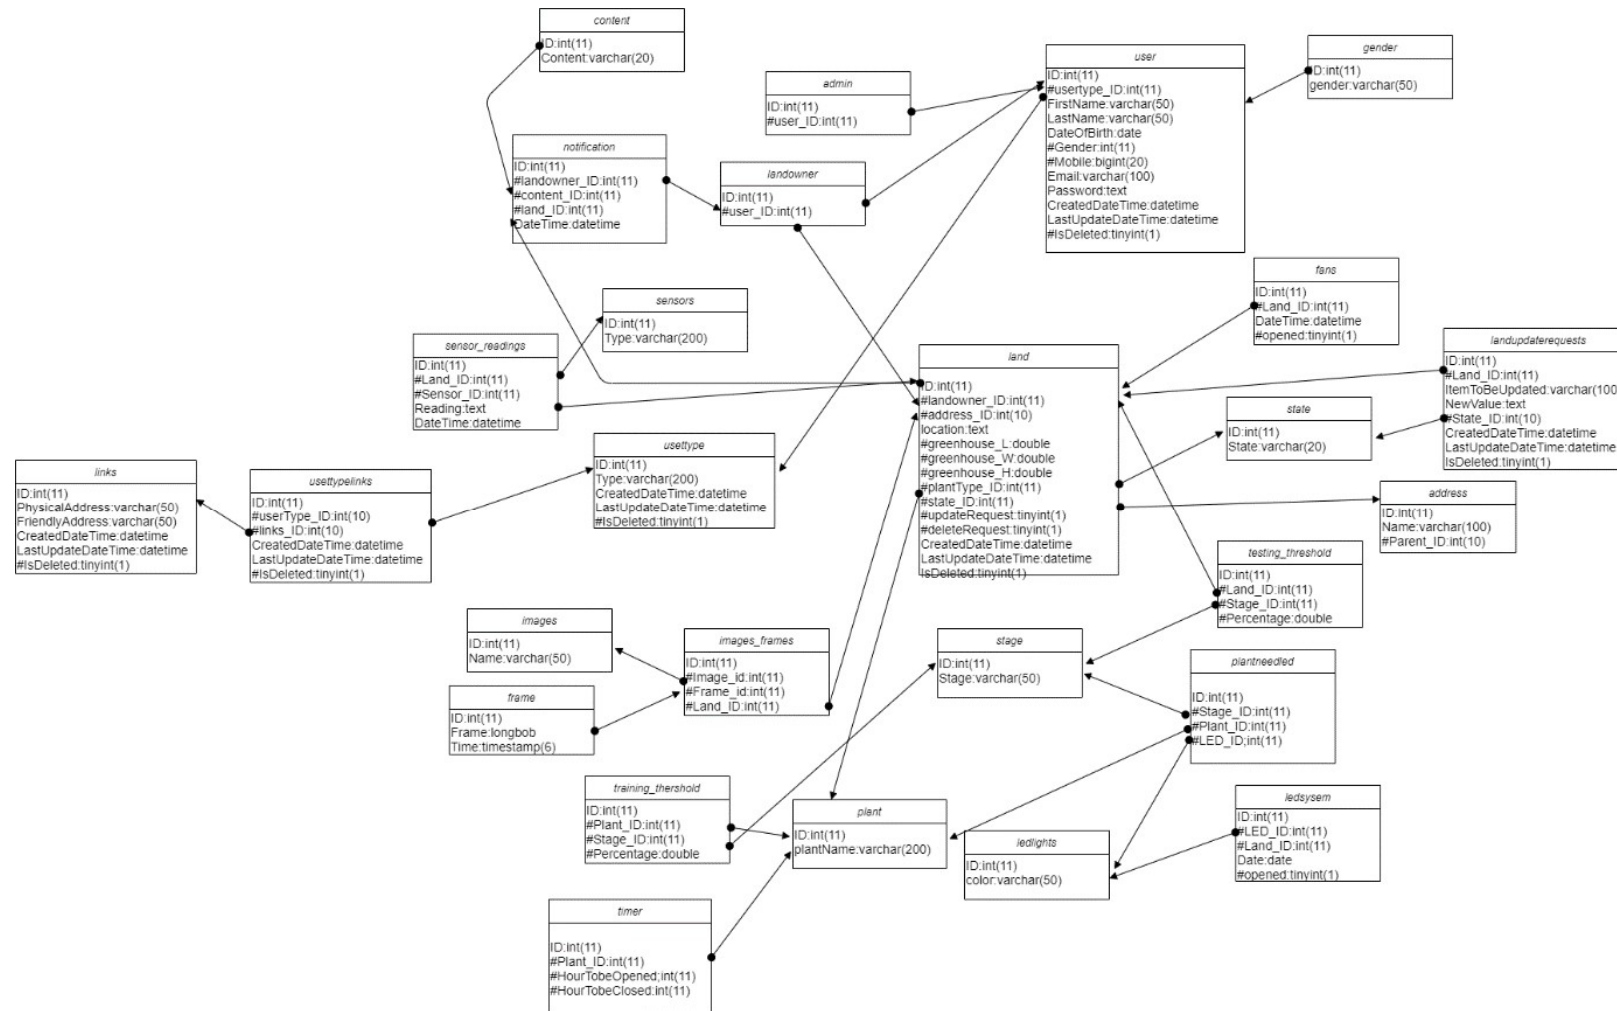 content
ID:int(11)
Content:varchar(20)
user
ID:int(11)
#usertype_ID:int(11)
FirstName:varchar(50)
LastName:varchar(50)
DateOfBirth:date
#Gender:int(11)
#Mobile:bigint(20)
Email:varchar(100)
Password:text
CreatedDateTime:datetime
LastUpdateDateTime:datetime
#IsDeleted:tinyint(1)
gender
ID:int(11)
gender:varchar(50)
admin
ID:int(11)
#user_ID:int(11)
notification
ID:int(11)
#landowner_ID:int(11)
#content_ID:int(11)
#land_ID:int(11)
DateTime:datetime
landowner
ID:int(11)
#user_ID:int(11)
fans
ID:int(11)
#Land_ID:int(11)
DateTime:datetime
#opened:tinyint(1)
sensors
ID:int(11)
Type:varchar(200)
sensor_readings
ID:int(11)
#Land_ID:int(11)
#Sensor_ID:int(11)
Reading:text
DateTime:datetime
land
ID:int(11)
#landowner_ID:int(11)
#address_ID:int(10)
location:text
#greenhouse_L:double
#greenhouse_W:double
#greenhouse_H:double
#plantType_ID:int(11)
#state_ID:int(11)
#updateRequest:tinyint(1)
#deleteRequest:tinyint(1)
CreatedDateTime:datetime
LastUpdateDateTime:datetime
IsDeleted:tinyint(1)
landupdaterequests
ID:int(11)
#Land_ID:int(11)
ItemToBeUpdated:varchar(100
NewValue:text
#State_ID:int(10)
CreatedDateTime:datetime
LastUpdateDateTime:datetime
IsDeleted:tinyint(1)
state
ID:int(11)
State:varchar(20)
usettype
ID:int(11)
Type:varchar(200)
CreatedDateTime:datetime
LastUpdateDateTime:datetime
#IsDeleted:tinyint(1)
links
ID:int(11)
PhysicalAddress:varchar(50)
FriendlyAddress:varchar(50)
CreatedDateTime:datetime
LastUpdateDateTime:datetime
#IsDeleted:tinyint(1)
usettypelinks
ID:int(11)
#userType_ID:int(10)
#links_ID:int(10)
CreatedDateTime:datetime
LastUpdateDateTime:datetime
#IsDeleted:tinyint(1)
address
ID:int(11)
Name:varchar(100)
#Parent_ID:int(10)
testing_threshold
ID:int(11)
#Land_ID:int(11)
#Stage_ID:int(11)
#Percentage:double
images
ID:int(11)
Name:varchar(50)
images_frames
ID:int(11)
#Image_id:int(11)
#Frame_id:int(11)
#Land_ID:int(11)
stage
ID:int(11)
Stage:varchar(50)
plantneedled
ID:int(11)
#Stage_ID:int(11)
#Plant_ID:int(11)
#LED_ID;int(11)
frame
ID:int(11)
Frame:longbob
Time:timestamp(6)
training_thershold
ID:int(11)
#Plant_ID:int(11)
#Stage_ID:int(11)
#Percentage:double
plant
ID:int(11)
plantName:varchar(200)
ledlights
ID:int(11)
color:varchar(50)
ledsysem
ID:int(11)
#LED_ID:int(11)
#Land_ID:int(11)
Date:date
#opened:tinyint(1)
timer
ID:int(11)
#Plant_ID:int(11)
#HourTobeOpened;int(11)
#HourTobeClosed:int(11)